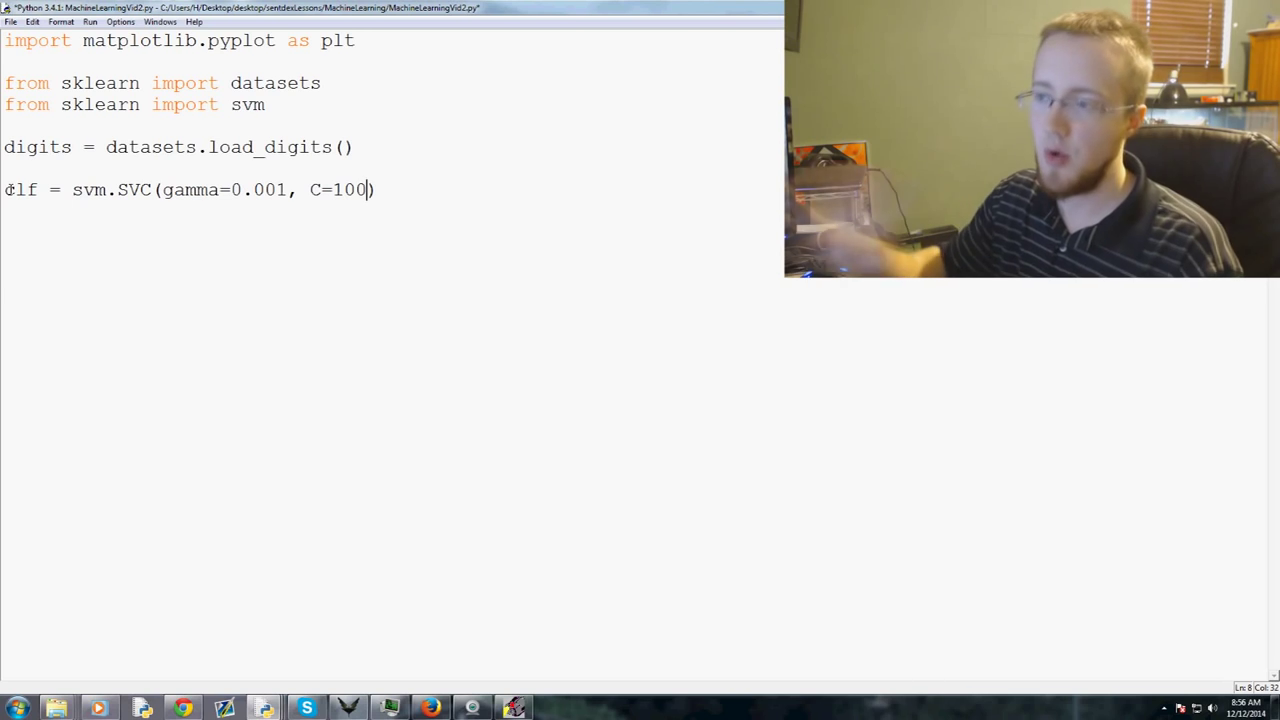 *Python 3.4.1: MachineLearningVid2.py - C:/Users/H/Desktop/desktop/sentdexLessons/MachineLearning/MachineLearningVid2.py*
File Edit Format Run Options Windows Help
import matplotlib.pyplot as plt
from sklearn import datasets
from sklearn import svm
digits = datasets.load_digits()
clf = svm.SVC(gamma=0.001, C=100)
Ln: 8 Col: 32
8:56 AM
12/12/2014